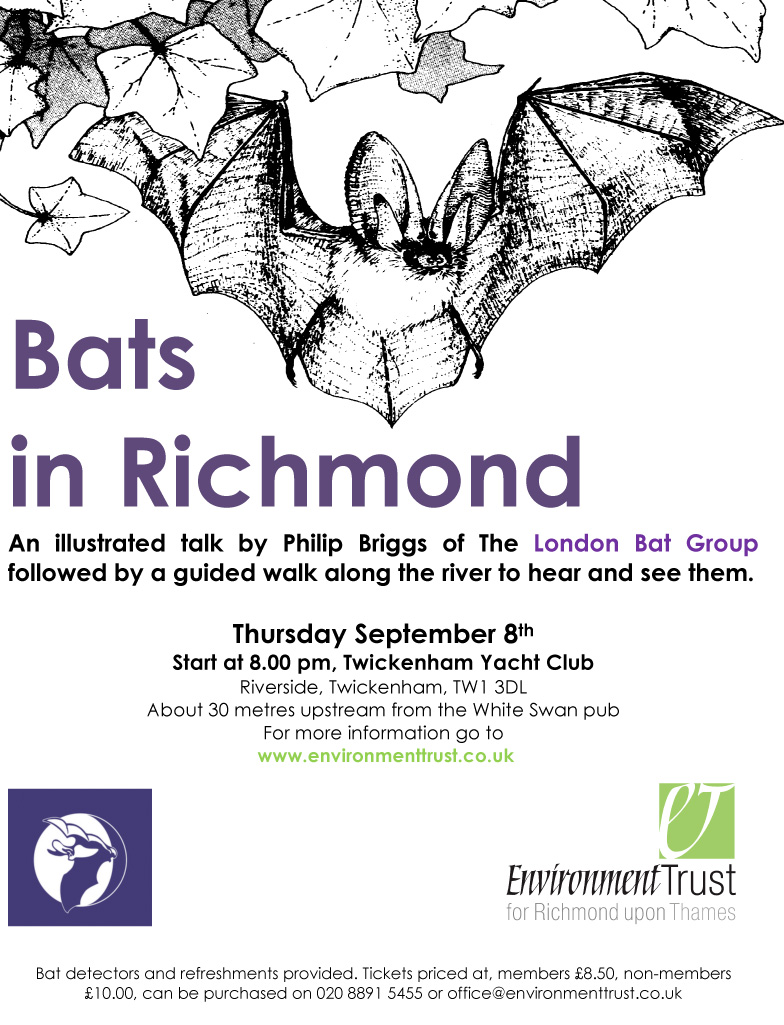 Bats
in Richmond
An illustrated talk by Philip Briggs of The London Bat Group
followed by a guided walk along the river to hear and see them.
Thursday September 8th
Start at 8.00 pm, Twickenham Yacht Club
Riverside, Twickenham, TW1 3DL
About 30 metres upstream from the White Swan pub
For more information go to
www.environmenttrust.co.uk
eT
EnvironmentTrust
for Richmond upon Thames
Bat detectors and refreshments provided. Tickets priced at, members £8.50, non-members
£10.00, can be purchased on 020 8891 5455 or office@environmenttrust.co.uk